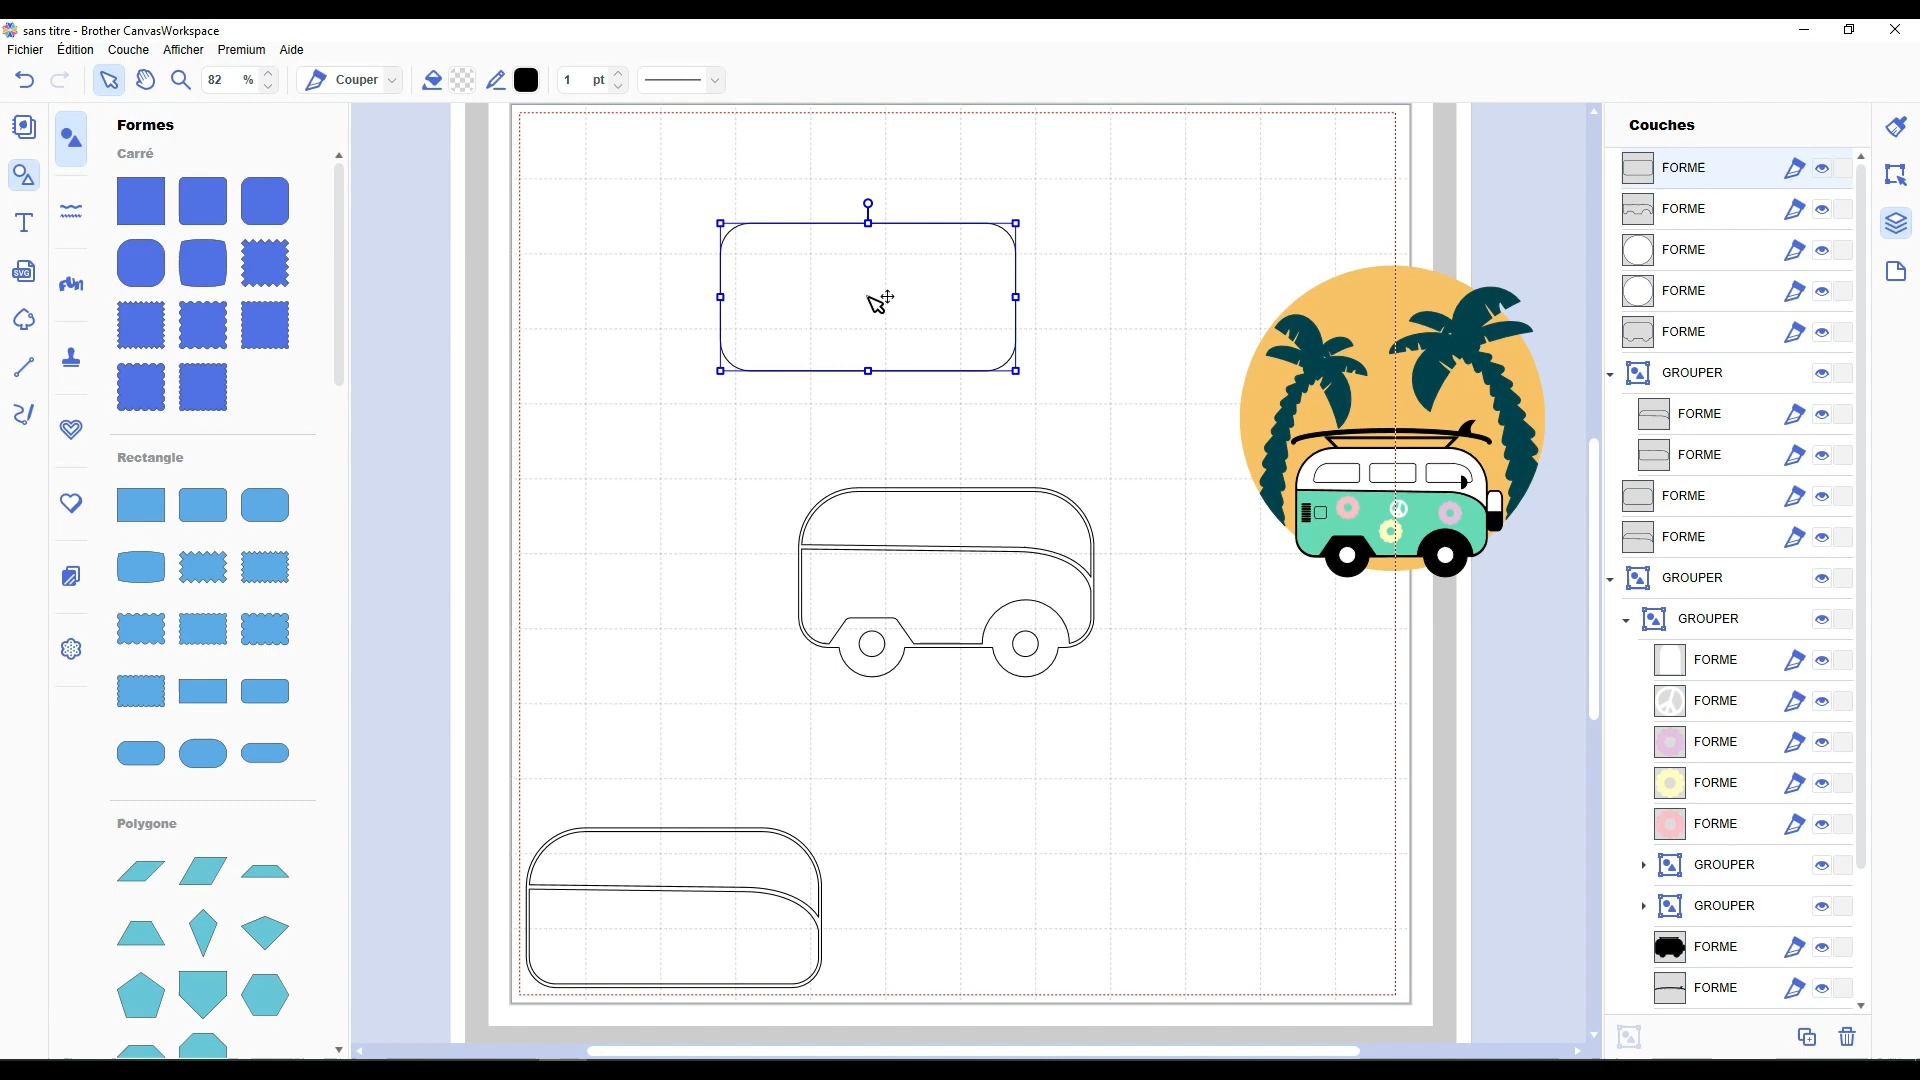 sans titre - Brother CanvasWorkspace
Fichier Édition Couche Afficher Premium Aide
82 % Couper 1 pt
Formes
Carré
Rectangle
Polygone
SVG
Couches
FORME
FORME
FORME
FORME
FORME
GROUPER
FORME
FORME
FORME
FORME
GROUPER
GROUPER
FORME
FORME
FORME
FORME
FORME
GROUPER
GROUPER
FORME
FORME